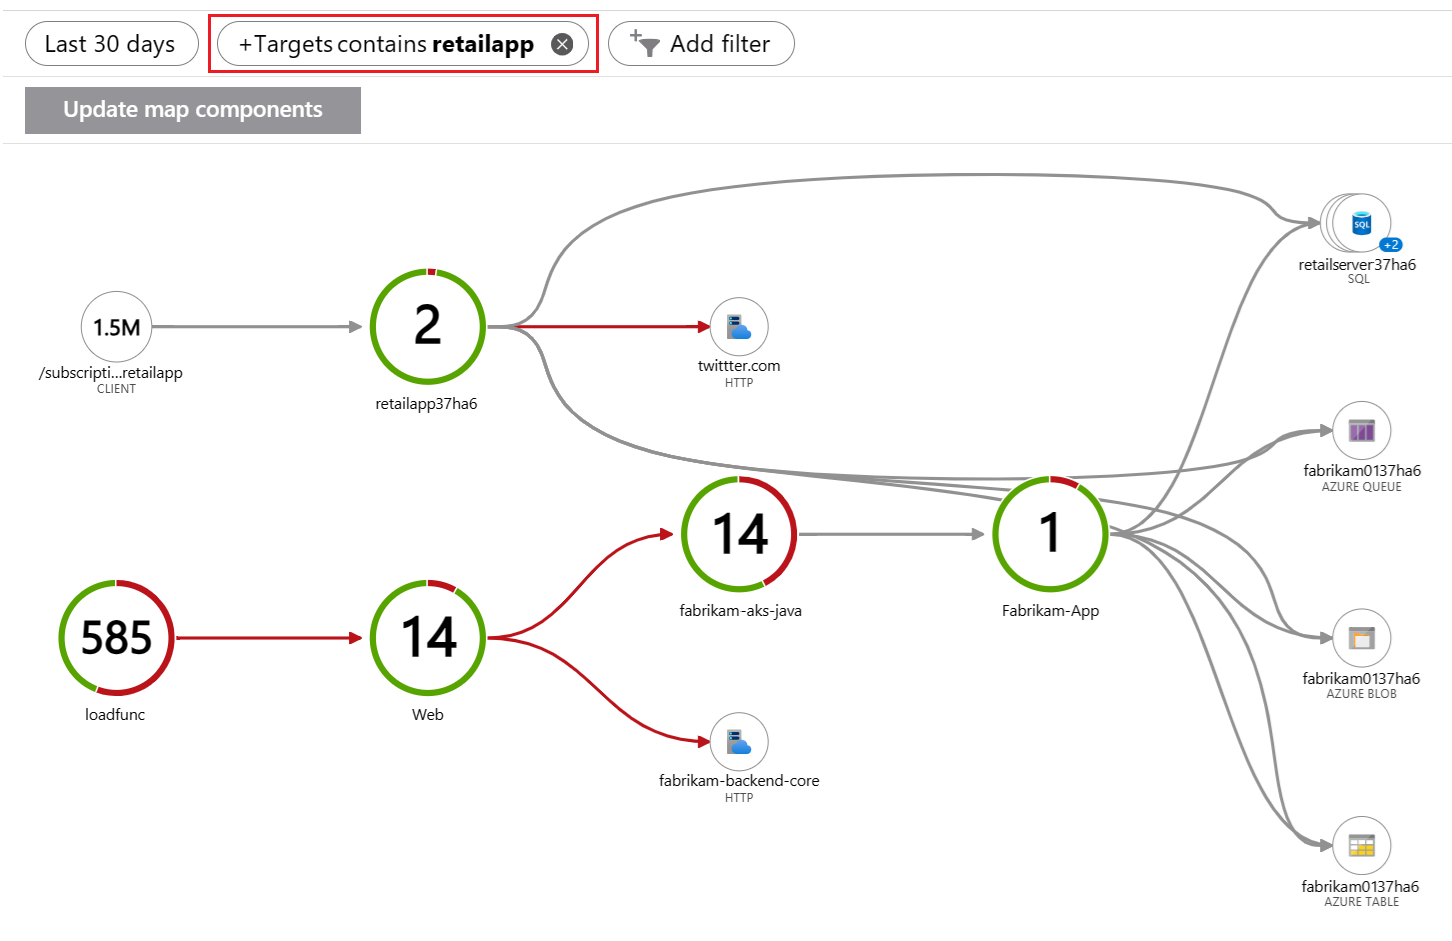 Last 30 days
+Targets contains retailapp
Add filter
Update map components
SQL
+2
retailserver37ha6
SQL
1.5M
/subscripti...retailapp
CLIENT
2
retailapp37ha6
twittter.com
HTTP
fabrikam0137ha6
AZURE QUEUE
14
fabrikam-aks-java
1
Fabrikam-App
585
loadfunc
14
Web
fabrikam0137ha6
AZURE BLOB
fabrikam-backend-core
HTTP
fabrikam0137ha6
AZURE TABLE